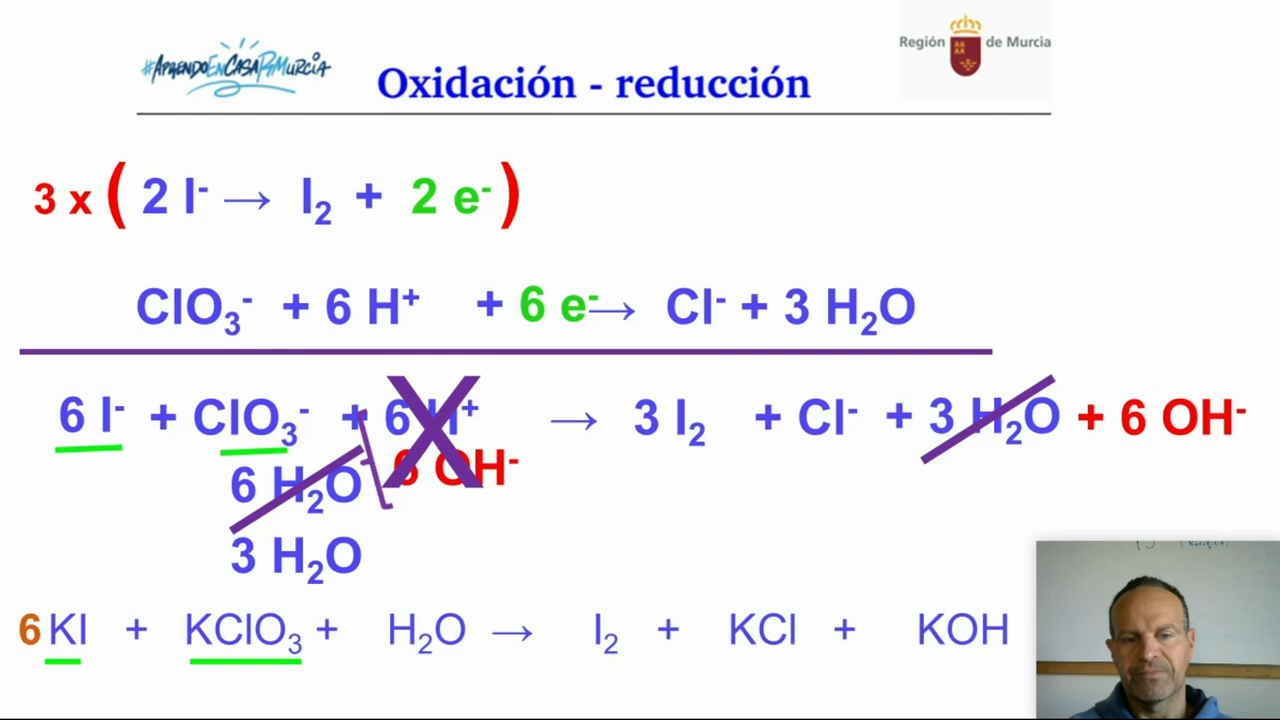 #AprendoEnCasaRMurcia
Región de Murcia
Oxidación - reducción
3 x ( 2 I⁻ → I₂ + 2 e⁻ )
ClO₃⁻ + 6 H⁺ + 6 e⁻ → Cl⁻ + 3 H₂O
6 I⁻ + ClO₃⁻ + 6 H⁺ → 3 I₂ + Cl⁻ + 3 H₂O + 6 OH⁻
6 H₂O 6 OH⁻
3 H₂O
6 KI + KClO₃ + H₂O → I₂ + KCl + KOH